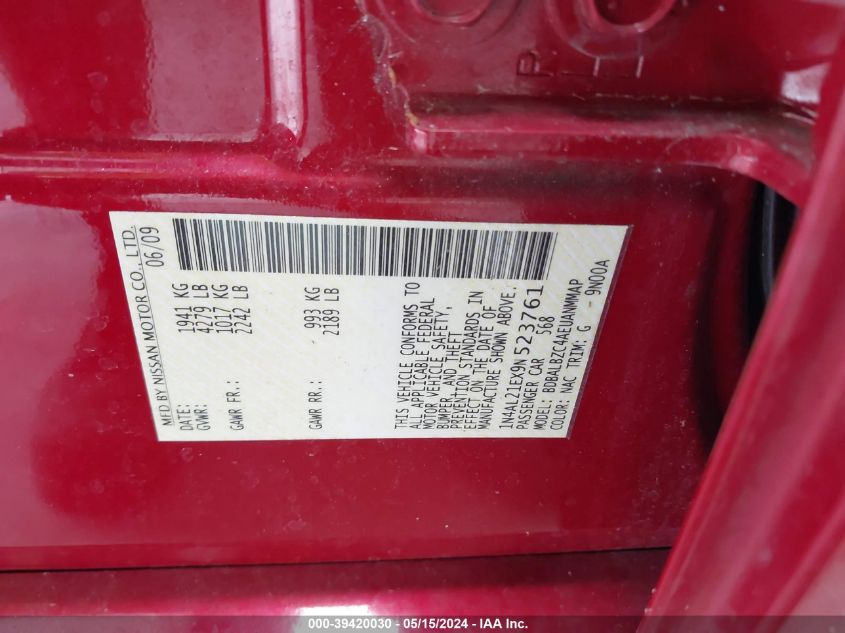 MFD BY NISSAN MOTOR CO., LTD.
DATE: 06/09
GVWR: 1941 KG
4279 LB
GAWR FR.: 1017 KG
2242 LB
GAWR RR.: 993 KG
2189 LB
THIS VEHICLE CONFORMS TO
ALL APPLICABLE FEDERAL
MOTOR VEHICLE SAFETY,
BUMPER, AND THEFT
PREVENTION STANDARDS IN
EFFECT ON THE DATE OF
MANUFACTURE SHOWN ABOVE.
1N4AL21EX9N523761
PASSENGER CAR 568
MODEL: BDBALBZC4AEUANMMAP
COLOR: NAC TRIM: G 9N00A
000-39420030 - 05/15/2024 - IAA Inc.